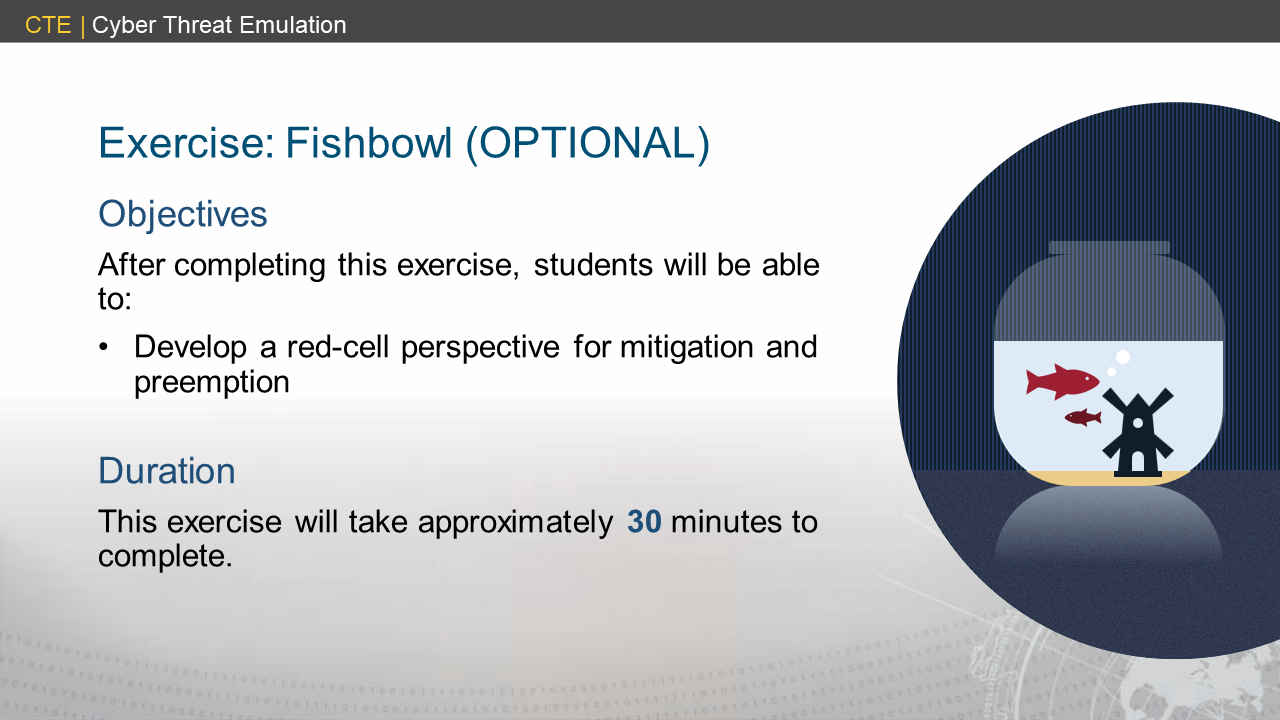 CTE | Cyber Threat Emulation
Exercise: Fishbowl (OPTIONAL)
Objectives
After completing this exercise, students will be able
to:
• Develop a red-cell perspective for mitigation and
preemption
Duration
This exercise will take approximately 30 minutes to
complete.